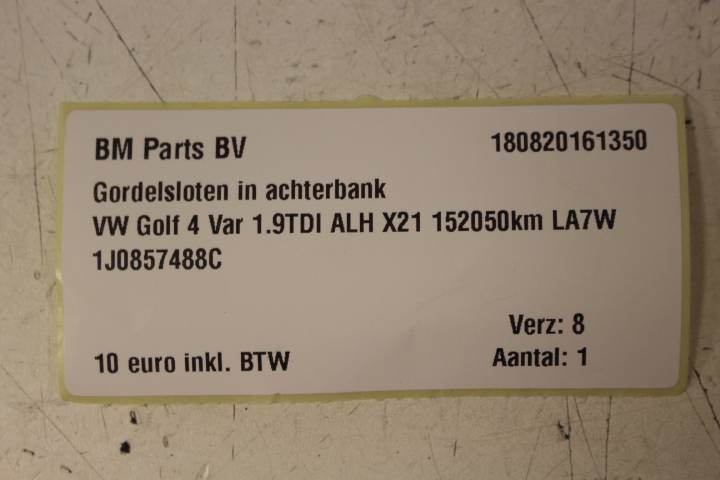 BM Parts BV 180820161350
Gordelsloten in achterbank
VW Golf 4 Var 1.9TDI ALH X21 152050km LA7W
1J0857488C
Verz: 8
10 euro inkl. BTW Aantal: 1